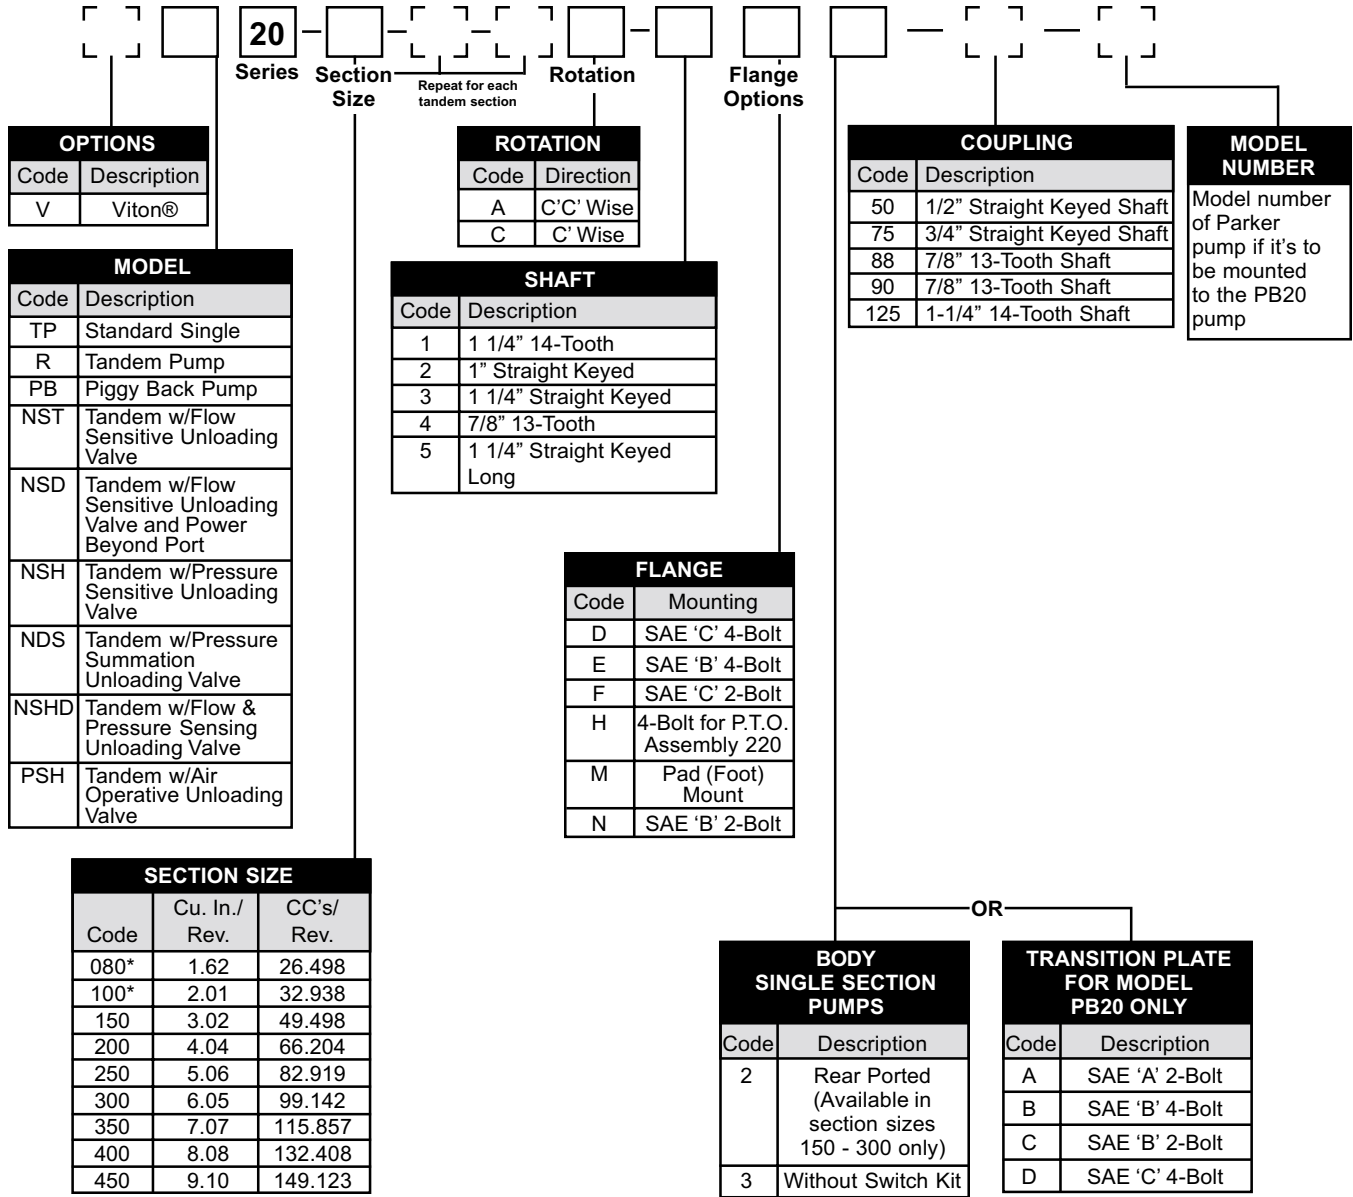 20
Series
Section
Size
Repeat for each
tandem section
Rotation
Flange
Options
OPTIONS
Code Description
V Viton®
MODEL
Code Description
TP Standard Single
R Tandem Pump
PB Piggy Back Pump
NST Tandem w/Flow
Sensitive Unloading
Valve
NSD Tandem w/Flow
Sensitive Unloading
Valve and Power
Beyond Port
NSH Tandem w/Pressure
Sensitive Unloading
Valve
NDS Tandem w/Pressure
Summation
Unloading Valve
NSHD Tandem w/Flow &
Pressure Sensing
Unloading Valve
PSH Tandem w/Air
Operative Unloading
Valve
SECTION SIZE
Code Cu. In./ Rev. CC's/ Rev.
080* 1.62 26.498
100* 2.01 32.938
150 3.02 49.498
200 4.04 66.204
250 5.06 82.919
300 6.05 99.142
350 7.07 115.857
400 8.08 132.408
450 9.10 149.123
ROTATION
Code Direction
A C'C' Wise
C C' Wise
SHAFT
Code Description
1 1 1/4” 14-Tooth
2 1” Straight Keyed
3 1 1/4” Straight Keyed
4 7/8” 13-Tooth
5 1 1/4” Straight Keyed
Long
FLANGE
Code Mounting
D SAE ‘C’ 4-Bolt
E SAE ‘B’ 4-Bolt
F SAE ‘C’ 2-Bolt
H 4-Bolt for P.T.O.
Assembly 220
M Pad (Foot)
Mount
N SAE ‘B’ 2-Bolt
COUPLING
Code Description
50 1/2” Straight Keyed Shaft
75 3/4” Straight Keyed Shaft
88 7/8” 13-Tooth Shaft
90 7/8” 13-Tooth Shaft
125 1-1/4” 14-Tooth Shaft
MODEL
NUMBER
Model number
of Parker
pump if it's to
be mounted
to the PB20
pump
OR
BODY
SINGLE SECTION
PUMPS
Code Description
2 Rear Ported
(Available in
section sizes
150 - 300 only)
3 Without Switch Kit
TRANSITION PLATE
FOR MODEL
PB20 ONLY
Code Description
A SAE ‘A’ 2-Bolt
B SAE ‘B’ 4-Bolt
C SAE ‘B’ 2-Bolt
D SAE ‘C’ 4-Bolt